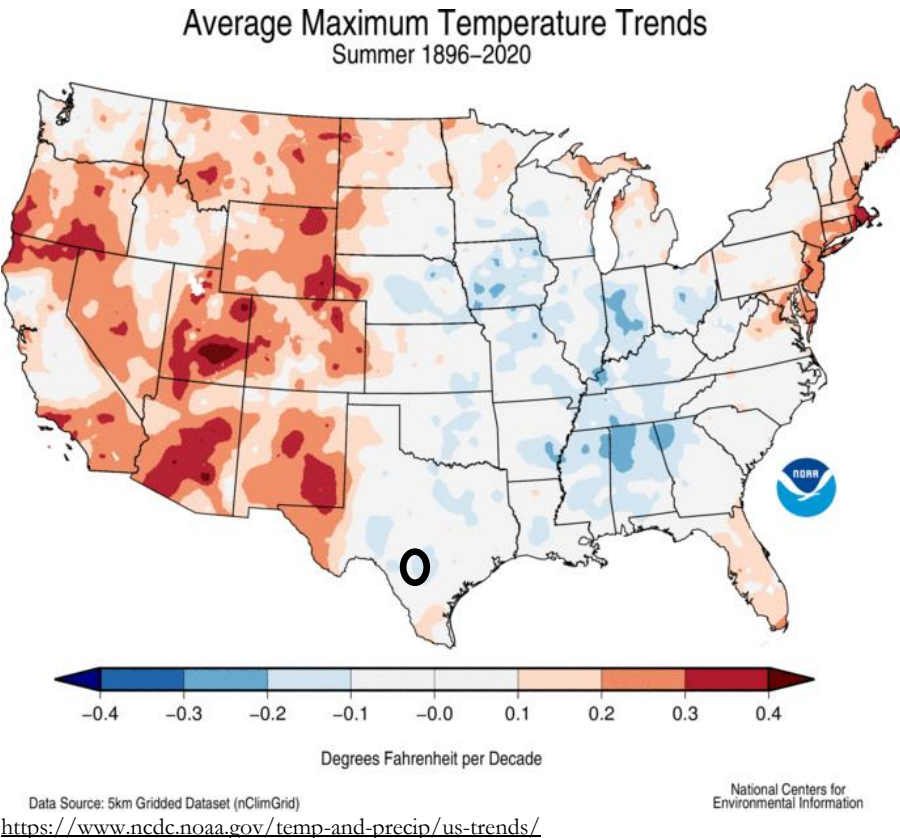 Average Maximum Temperature Trends
Summer 1896–2020
NOAA
O
−0.4 −0.3 −0.2 −0.1 −0.0 0.1 0.2 0.3 0.4
Degrees Fahrenheit per Decade
National Centers for
Data Source: 5km Gridded Dataset (nClimGrid) Environmental Information
https://www.ncdc.noaa.gov/temp-and-precip/us-trends/